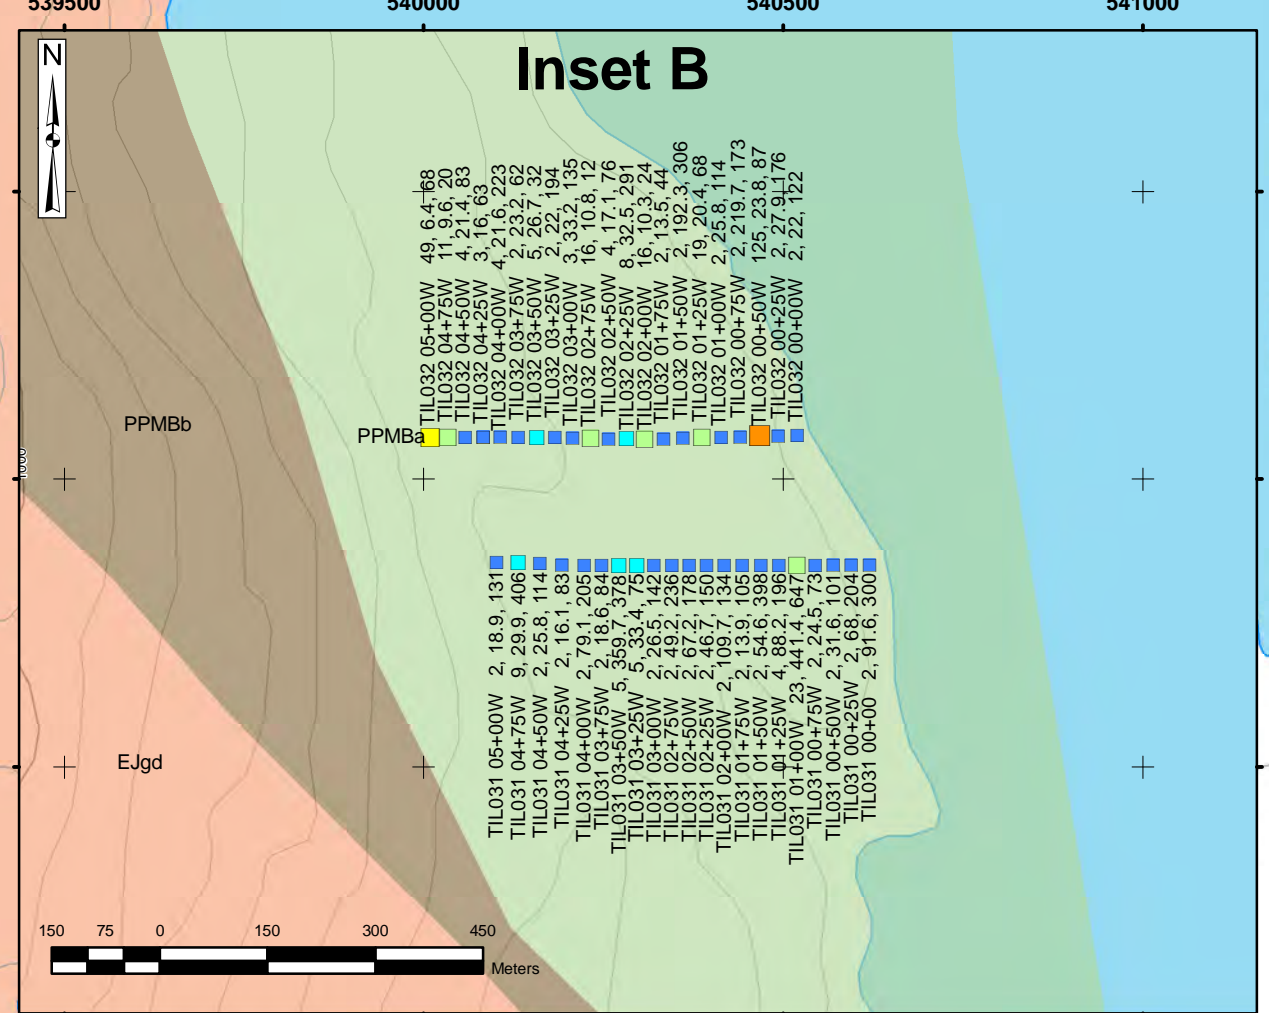 539500 540000 540500 541000
Inset B
N
TIL032 05+00W 49, 6.4, 68
TIL032 04+75W 11, 9.6, 20
TIL032 04+50W 4, 21.4, 83
TIL032 04+25W 3, 16, 63
TIL032 04+00W 4, 21.6, 223
TIL032 03+75W 2, 23.2, 62
TIL032 03+50W 5, 26.7, 32
TIL032 03+25W 2, 22, 194
TIL032 03+00W 3, 33.2, 135
TIL032 02+75W 16, 10.8, 12
TIL032 02+50W 4, 17.1, 76
TIL032 02+25W 8, 32.5, 291
TIL032 02+00W 16, 10.3, 24
TIL032 01+75W 2, 13.5, 44
TIL032 01+50W 2, 192.3, 306
TIL032 01+25W 19, 20.4, 68
TIL032 01+00W 2, 25.8, 114
TIL032 00+75W 2, 219.7, 173
TIL032 00+50W 125, 23.8, 87
TIL032 00+25W 2, 27.9, 176
TIL032 00+00W 2, 22, 122
PPMBb
PPMBa
TIL031 05+00W 2, 18.9, 131
TIL031 04+75W 9, 29.9, 406
TIL031 04+50W 2, 25.8, 114
TIL031 04+25W 2, 16.1, 83
TIL031 04+00W 2, 79.1, 205
TIL031 03+75W 2, 18.6, 84
TIL031 03+50W 5, 359.7, 378
TIL031 03+25W 5, 33.4, 75
TIL031 03+00W 2, 26.5, 142
TIL031 02+75W 2, 49.2, 236
TIL031 02+50W 2, 67.2, 178
TIL031 02+25W 2, 46.7, 150
TIL031 02+00W 2, 109.7, 134
TIL031 01+75W 2, 13.9, 105
TIL031 01+50W 2, 54.6, 398
TIL031 01+25W 4, 88.2, 196
TIL031 01+00W 23, 441.4, 647
TIL031 00+75W 2, 24.5, 73
TIL031 00+50W 2, 31.6, 101
TIL031 00+25W 2, 68, 204
TIL031 00+00 2, 91.6, 300
EJgd
150 75 0 150 300 450
Meters